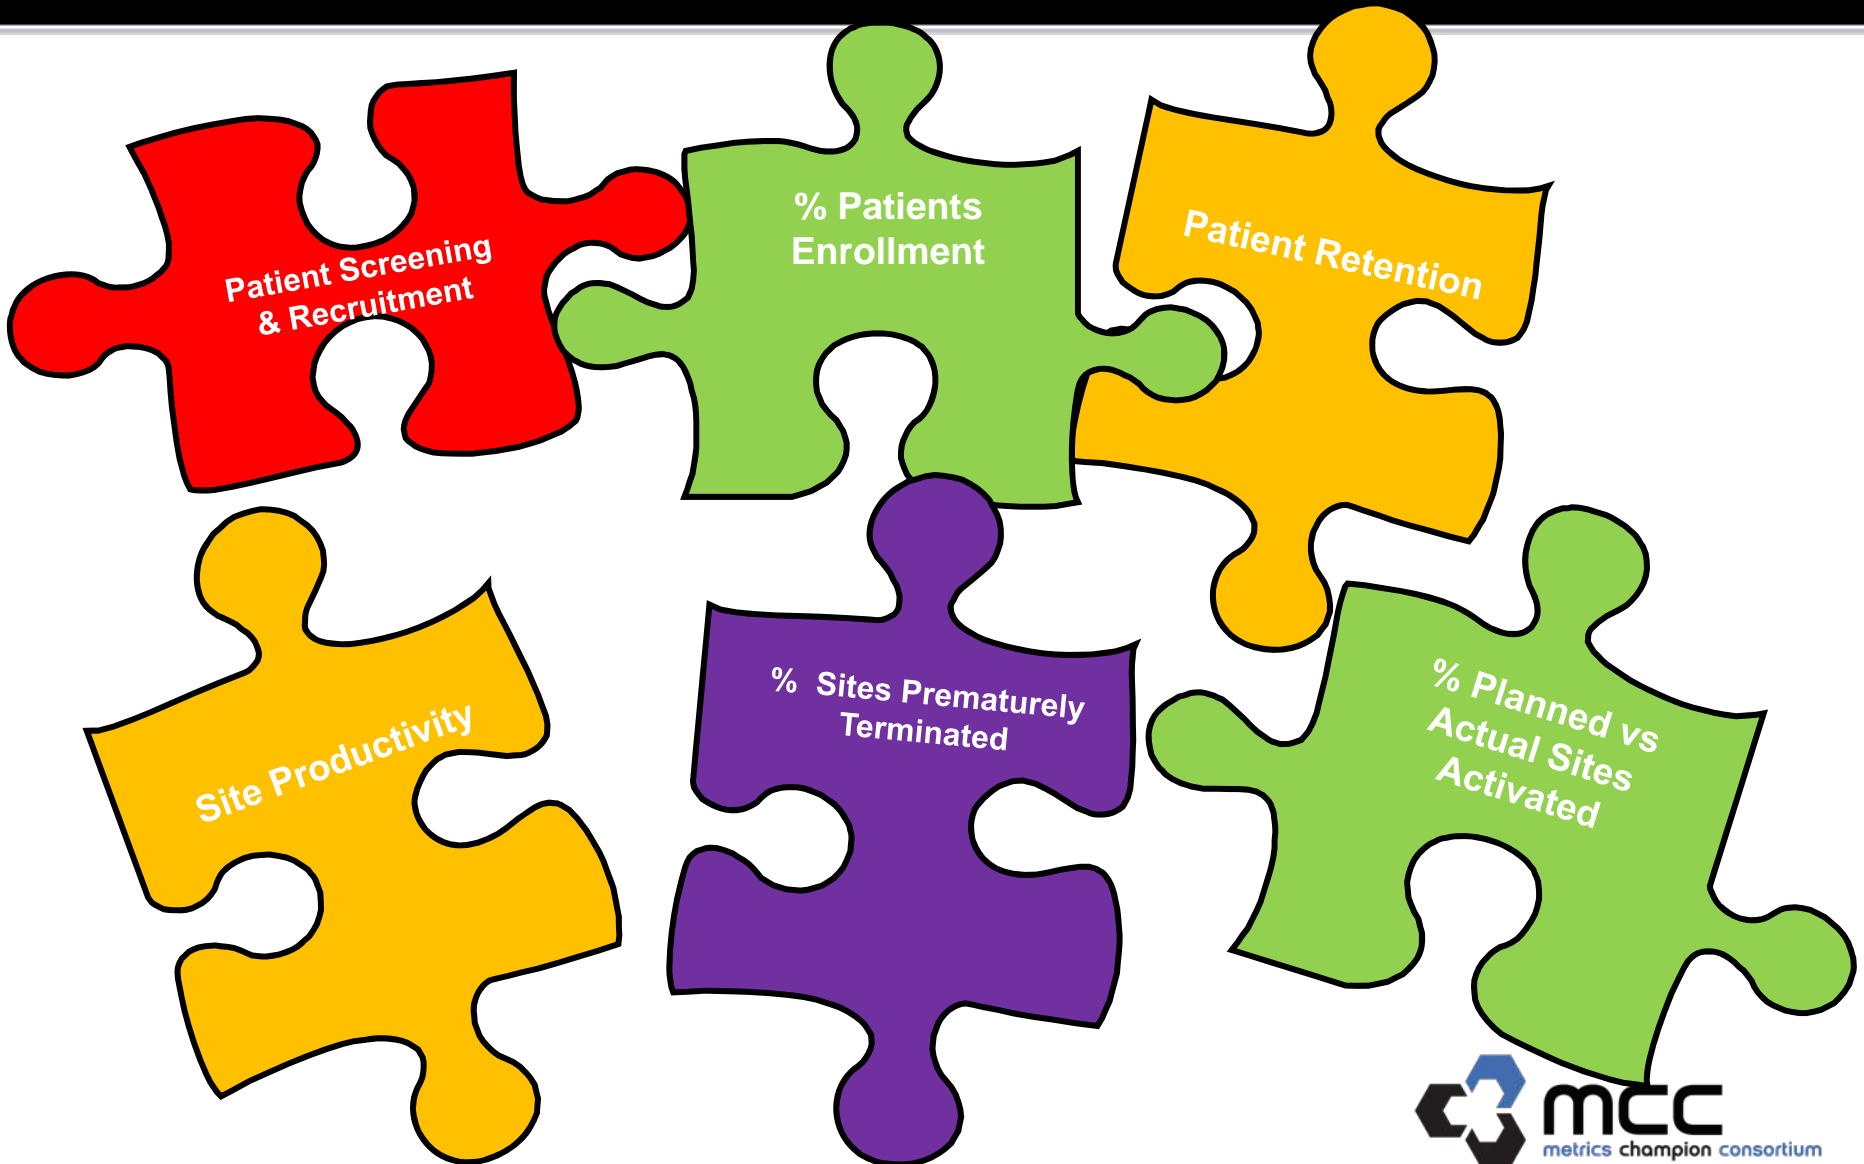 Patient Screening
& Recruitment
% Patients
Enrollment
Patient Retention
Site Productivity
% Sites Prematurely
Terminated
% Planned vs
Actual Sites
Activated
mcc
metrics champion consortium